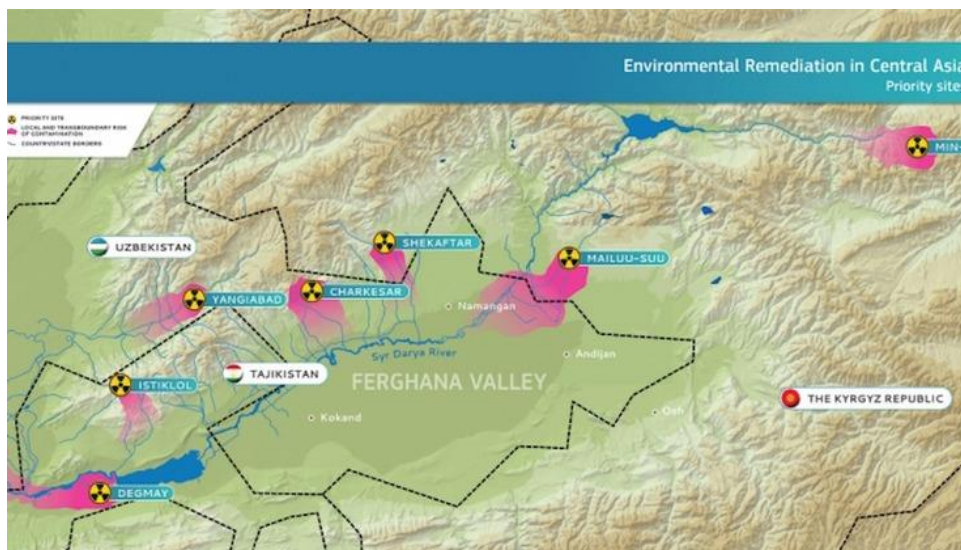 Environmental Remediation in Central Asia
Priority site
PRIORITY SITE
LOCAL AND TRANSBOUNDARY RISK
OF CONTAMINATION
COUNTRY/STATE BORDERS
MIN-
SHEKAFTAR
UZBEKISTAN
MAILUU-SUU
YANGIABAD
CHARKESAR
Namangan
Syr Darya River
Andijan
TAJIKISTAN
ISTIKLOL
FERGHANA VALLEY
THE KYRGYZ REPUBLIC
Kokand
Osh
DEGMAY